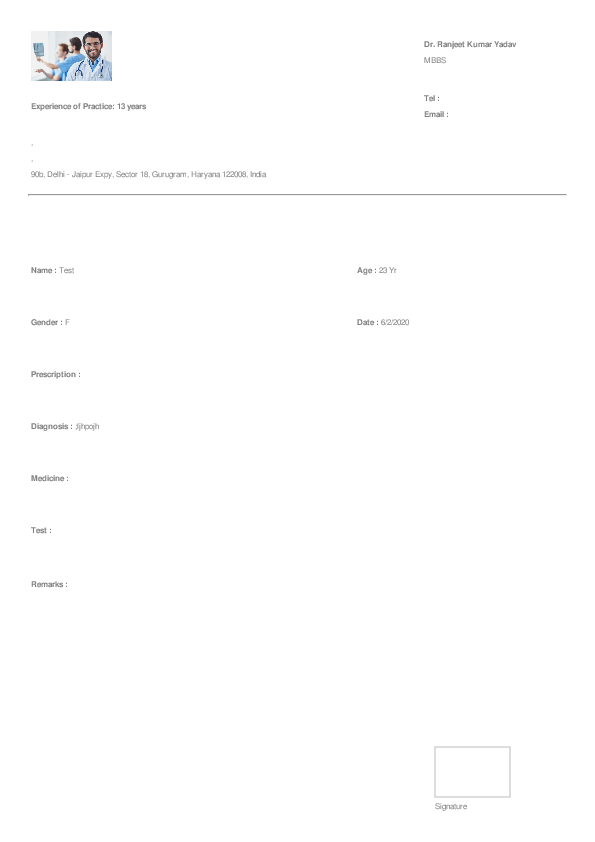 Dr. Ranjeet Kumar Yadav
MBBS
Tel :
Email :
Experience of Practice: 13 years
,
,
90b, Delhi - Jaipur Expy, Sector 18, Gurugram, Haryana 122008, India
Name : Test
Age : 23 Yr
Gender : F
Date : 6/2/2020
Prescription :
Diagnosis : ;ljhpojh
Medicine :
Test :
Remarks :
Signature